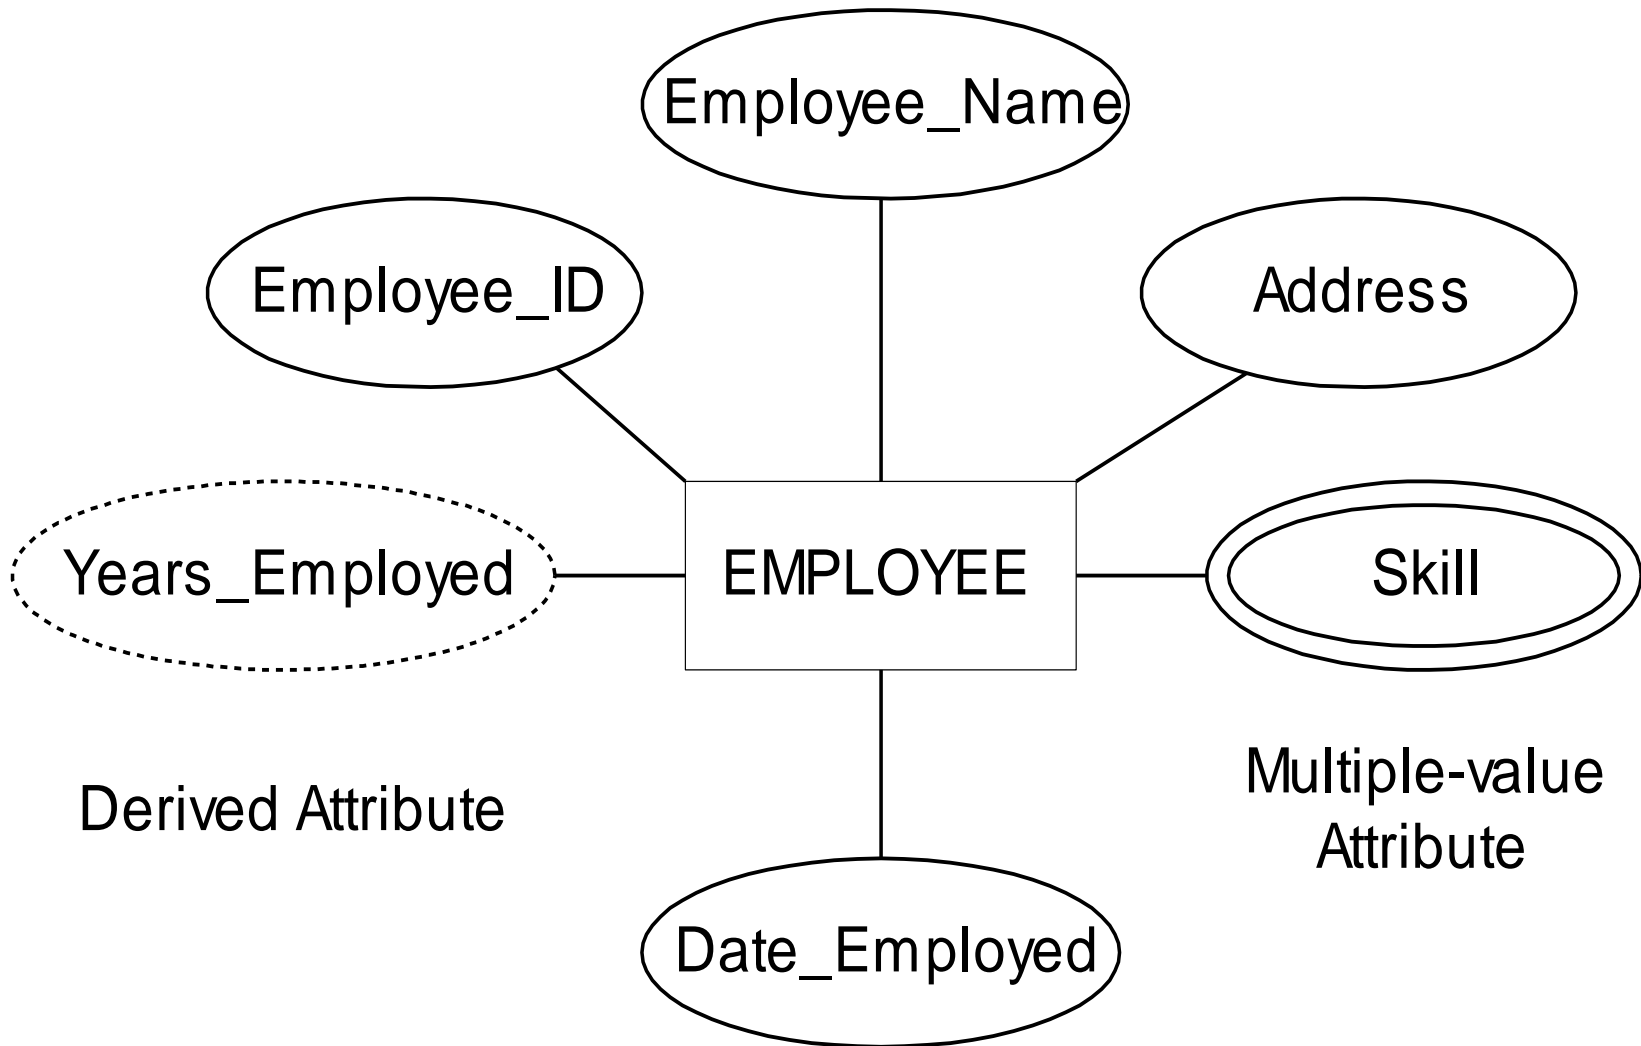 Employee_Name
Employee_ID
Address
Years_Employed
EMPLOYEE
Skill
Derived Attribute
Multiple-value
Attribute
Date_Employed